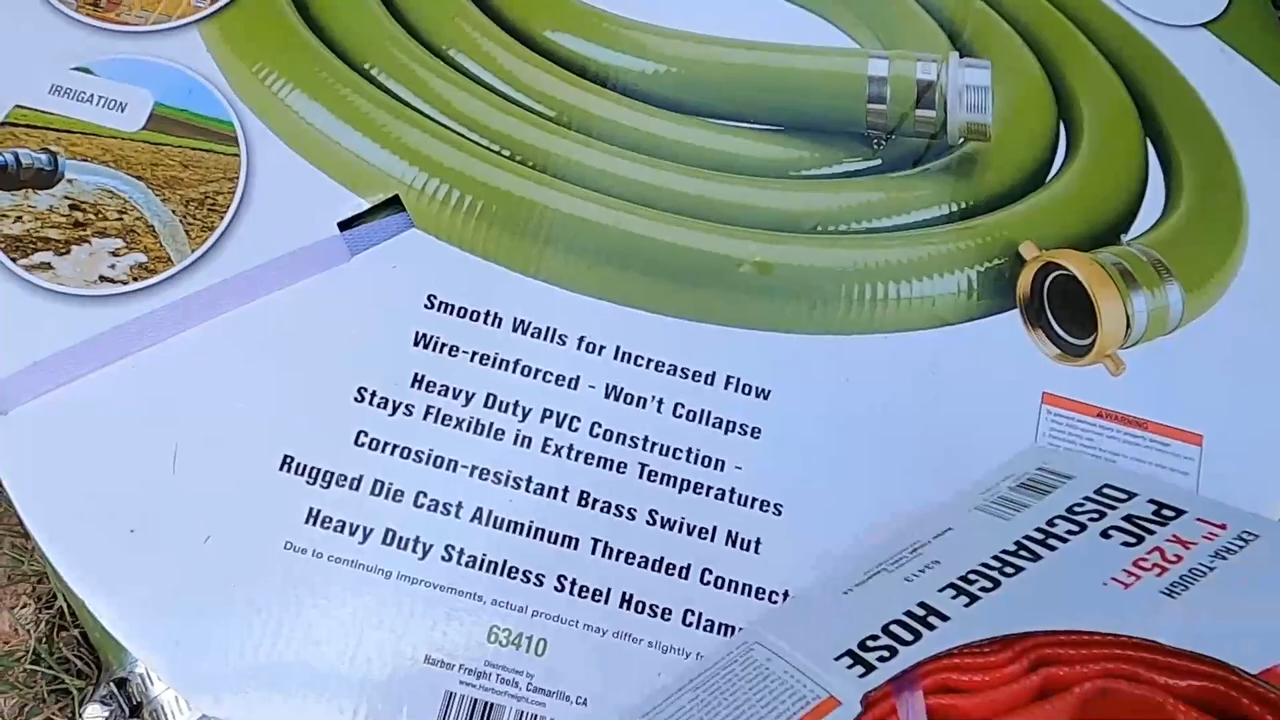 IRRIGATION
Smooth Walls for Increased Flow
Wire-reinforced - Won't Collapse
Heavy Duty PVC Construction -
Stays Flexible in Extreme Temperatures
Corrosion-resistant Brass Swivel Nut
Rugged Die Cast Aluminum Threaded Connect
Heavy Duty Stainless Steel Hose Clam
Due to continuing improvements, actual product may differ slightly fr
63410
Distributed by
Harbor Freight Tools, Camarillo, CA
www.HarborFreight.com
WARNING
EXTRA-TOUGH
1" X 25FT.
PVC
DISCHARGE HOSE
63413